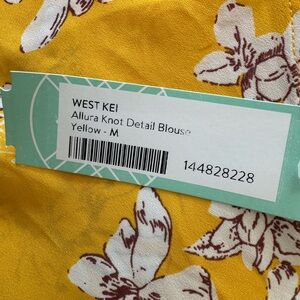 WEST KEI
Allura Knot Detail Blouse
Yellow - M
144828228